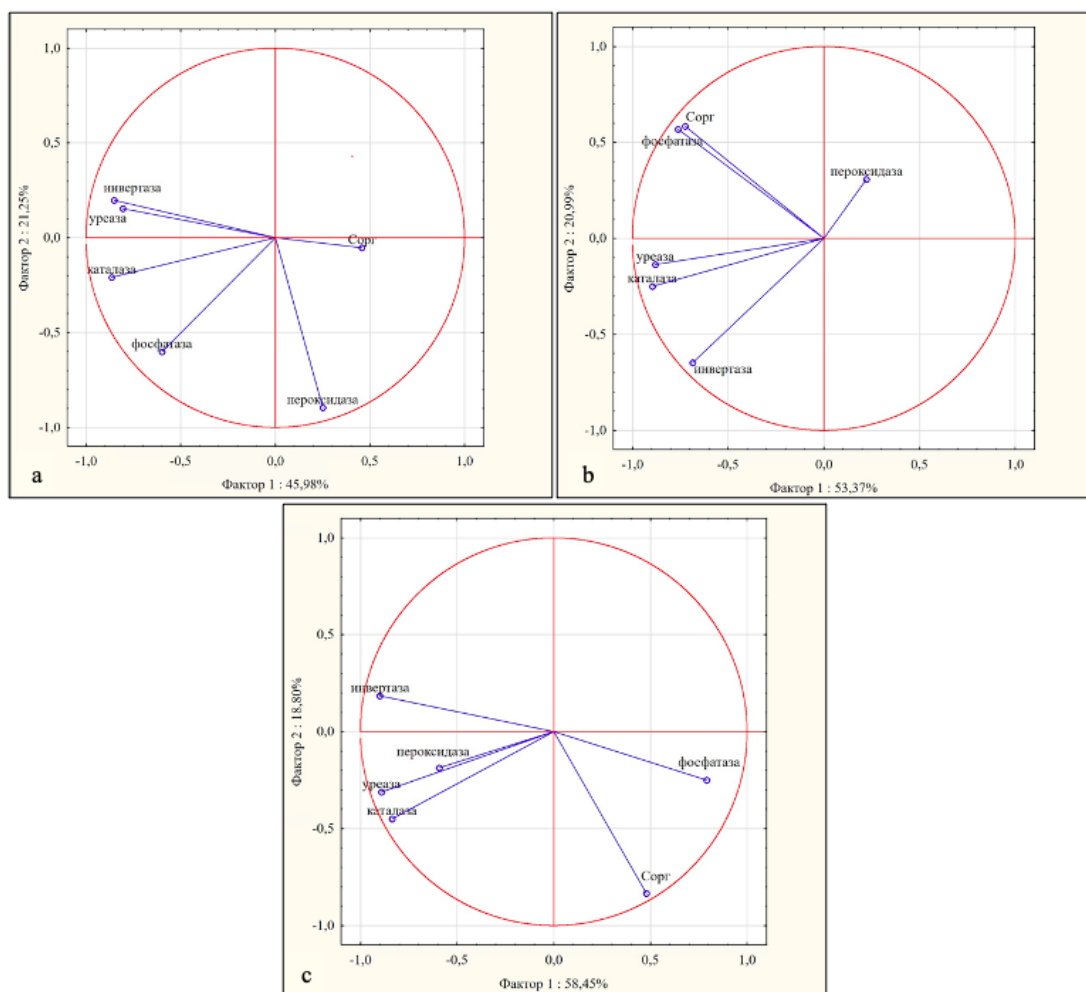 1,0
0,5
0,0
-0,5
-1,0
Фактор 2 : 21,25%
инвертаза
уреаза
каталаза
фосфатаза
Сорг
пероксидаза
-1,0 -0,5 0,0 0,5 1,0
Фактор 1 : 45,98%
a
1,0
0,5
0,0
-0,5
-1,0
Фактор 2 : 20,99%
Сорг
фосфатаза
пероксидаза
уреаза
каталаза
инвертаза
-1,0 -0,5 0,0 0,5 1,0
Фактор 1 : 53,37%
b
1,0
0,5
0,0
-0,5
-1,0
Фактор 2 : 18,80%
инвертаза
пероксидаза
уреаза
каталаза
фосфатаза
Сорг
-1,0 -0,5 0,0 0,5 1,0
Фактор 1 : 58,45%
c